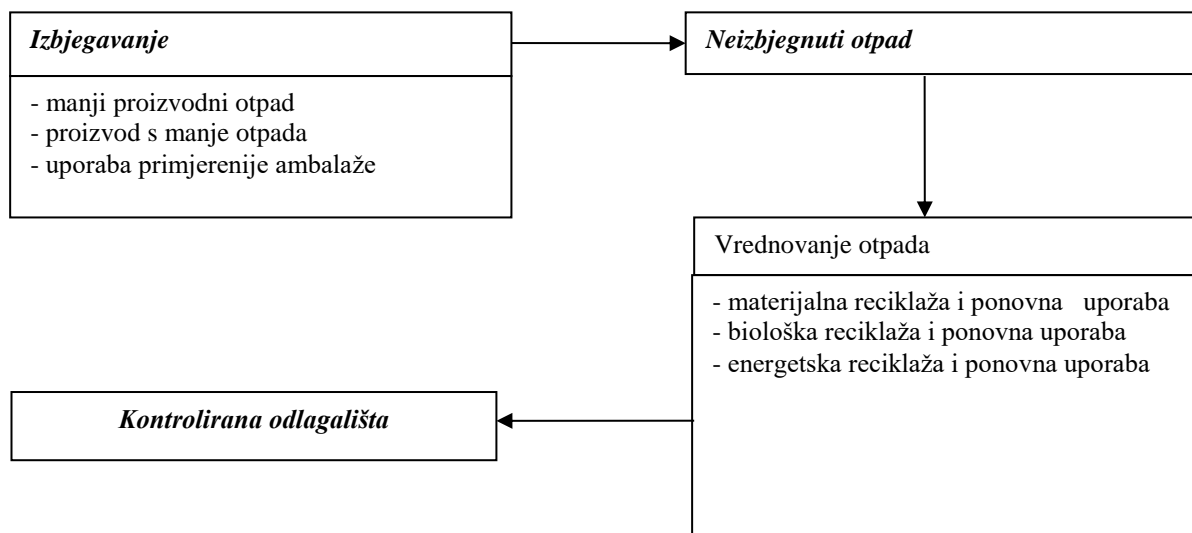 Izbjegavanje
Neizbjegnuti otpad
- manji proizvodni otpad
- proizvod s manje otpada
- uporaba primjerenije ambalaže
Vrednovanje otpada
- materijalna reciklaža i ponovna uporaba
- biološka reciklaža i ponovna uporaba
- energetska reciklaža i ponovna uporaba
Kontrolirana odlagališta